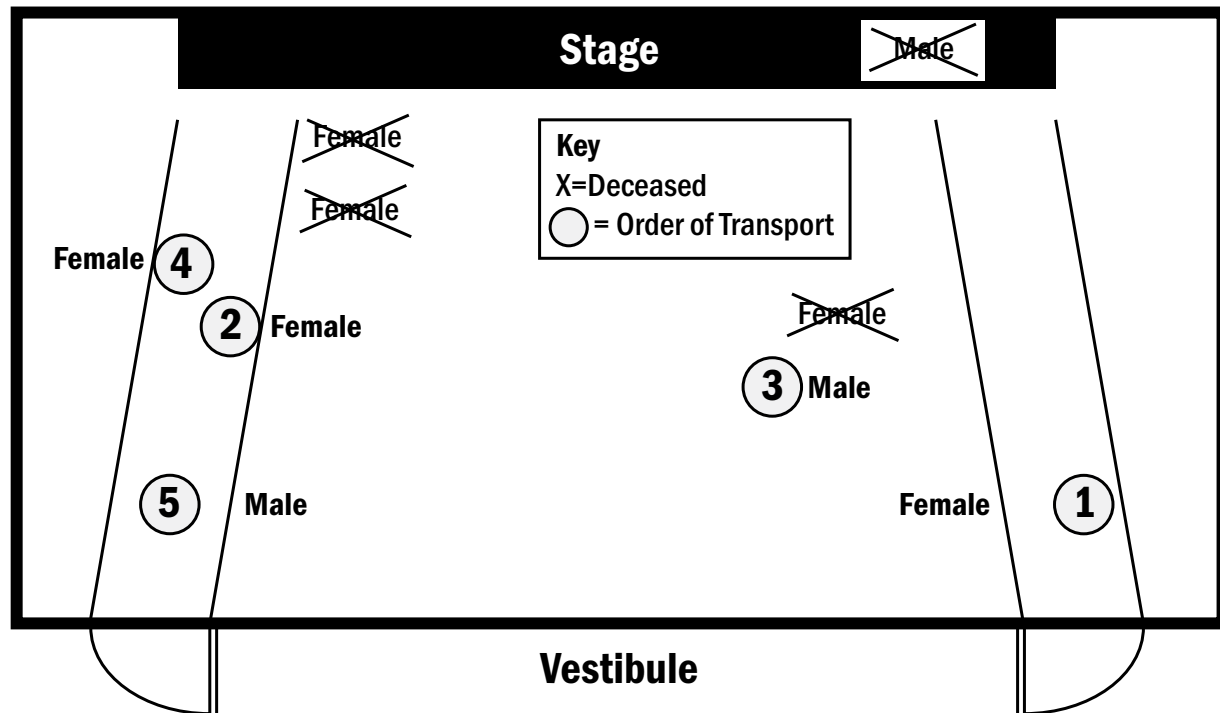 Stage
Male
Female
Key
X=Deceased
= Order of Transport
Female
Female 4
2 Female
Female
3 Male
5 Male
Female 1
Vestibule